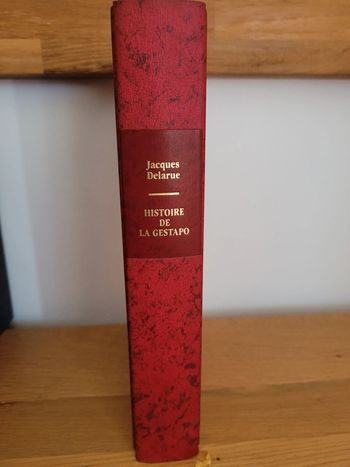 Jacques
Delarue
HISTOIRE
DE
LA GESTAPO